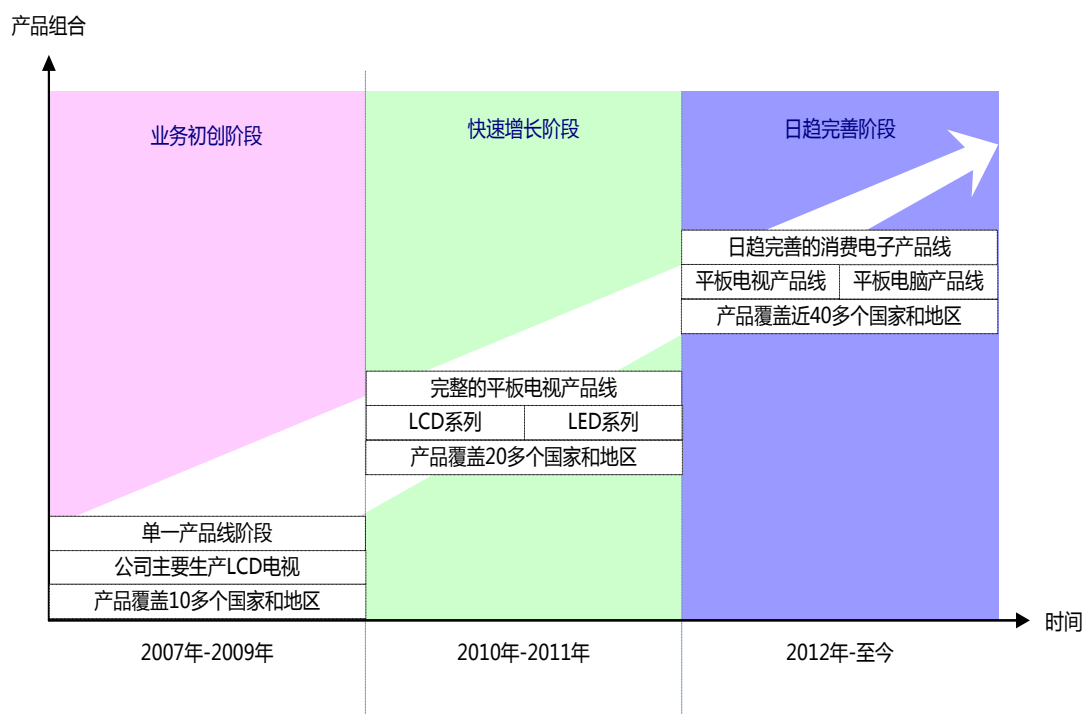 产品组合
业务初创阶段
快速增长阶段
日趋完善阶段
日趋完善的消费电子产品线
平板电视产品线
平板电脑产品线
产品覆盖近40多个国家和地区
完整的平板电视产品线
LCD系列
LED系列
产品覆盖20多个国家和地区
单一产品线阶段
公司主要生产LCD电视
产品覆盖10多个国家和地区
时间
2007年-2009年
2010年-2011年
2012年-至今